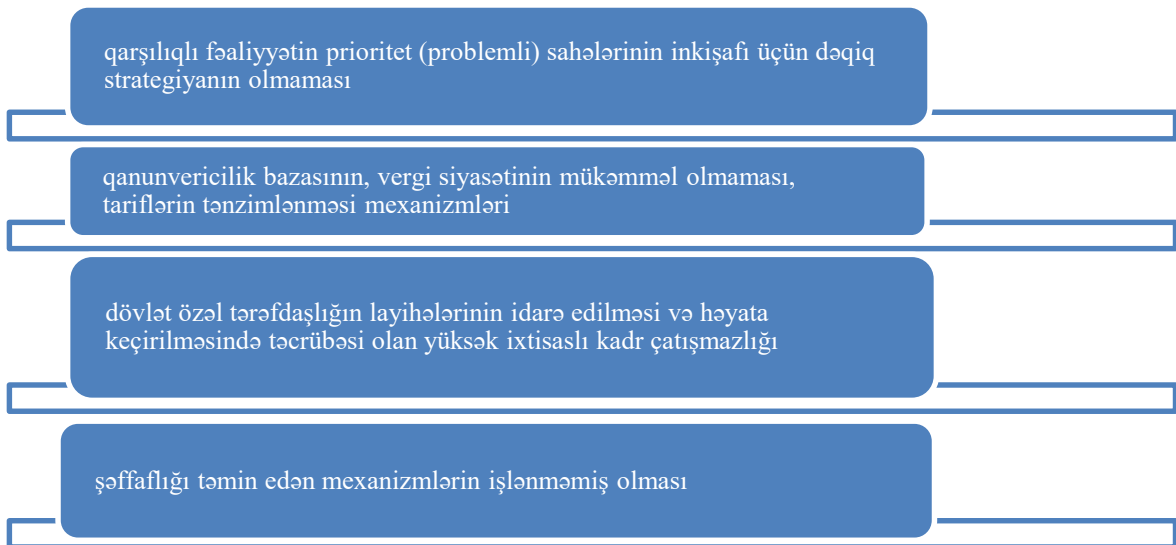 qarşılıqlı fəaliyyətin prioritet (problemli) sahələrinin inkişafı üçün dəqiq
strategiyanın olmaması
qanunvericilik bazasının, vergi siyasətinin mükəmməl olmaması,
tariflərin tənzimlənməsi mexanizmləri
dövlət özəl tərəfdaşlığın layihələrinin idarə edilməsi və həyata
keçirilməsində təcrübəsi olan yüksək ixtisaslı kadr çatışmazlığı
şəffaflığı təmin edən mexanizmlərin işlənməmiş olması